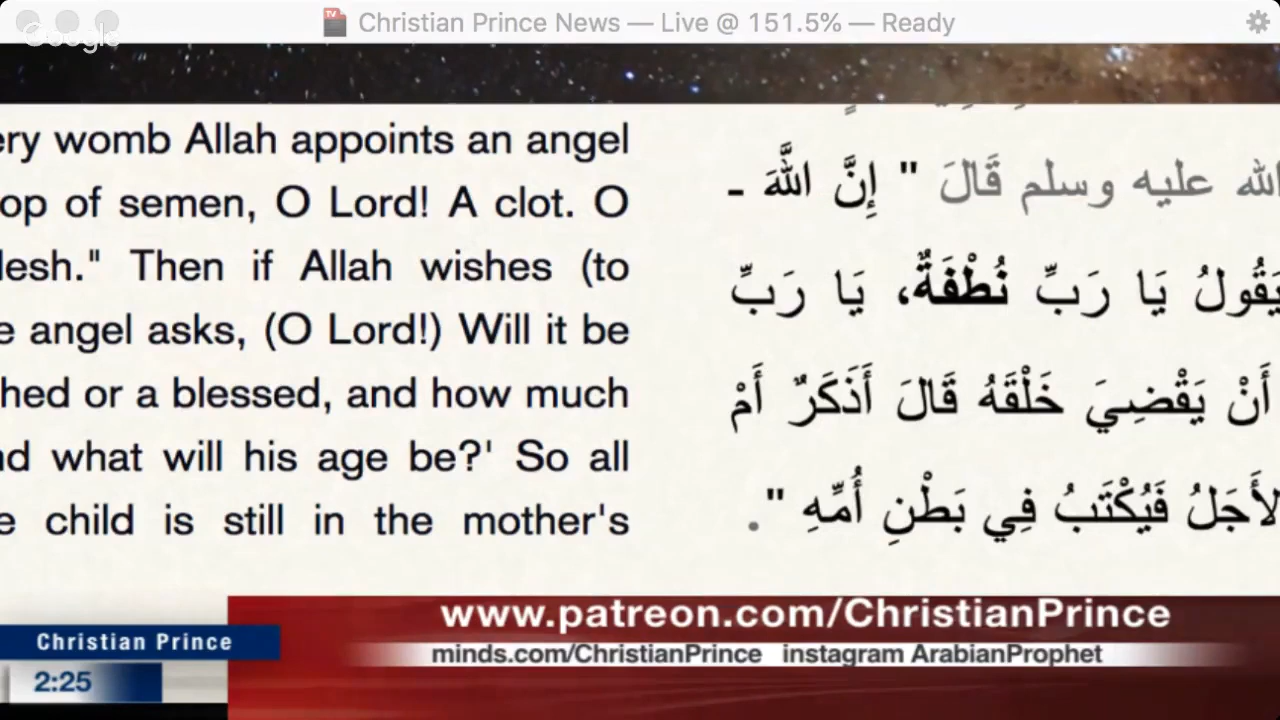 Christian Prince News — Live @ 151.5% — Ready
Google
ery womb Allah appoints an angel
op of semen, O Lord! A clot. O
lesh." Then if Allah wishes (to
e angel asks, (O Lord!) Will it be
hed or a blessed, and how much
nd what will his age be?' So all
e child is still in the mother's
الله عليه وسلم قَالَ " إِنَّ اللَّهَ ـ
يَقُولُ يَا رَبِّ نُطْفَةٌ، يَا رَبِّ
أَنْ يَقْضِيَ خَلْقَهُ قَالَ أَذَكَرٌ أَمْ
لأَجَلُ فَيُكْتَبُ فِي بَطْنِ أُمِّهِ " .
www.patreon.com/ChristianPrince
Christian Prince
minds.com/ChristianPrince instagram ArabianProphet
2:25